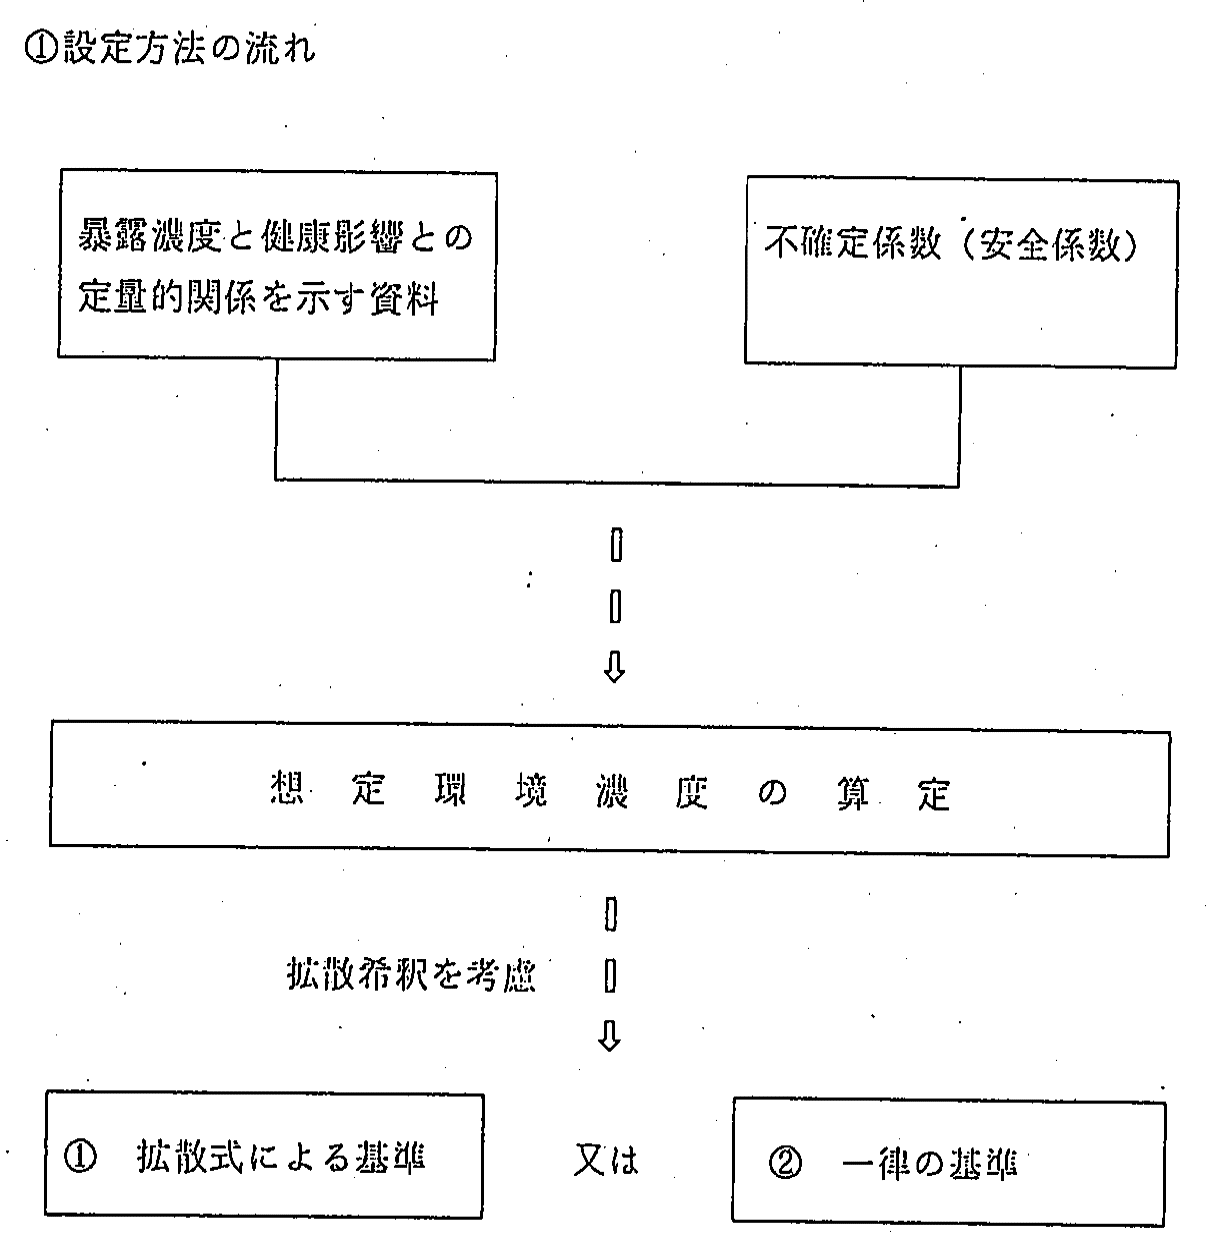 ①設定方法の流れ
暴露濃度と健康影響との
定量的関係を示す資料
不確定係数（安全係数）
想定環境濃度の算定
拡散希釈を考慮
① 拡散式による基準
又は
② 一律の基準